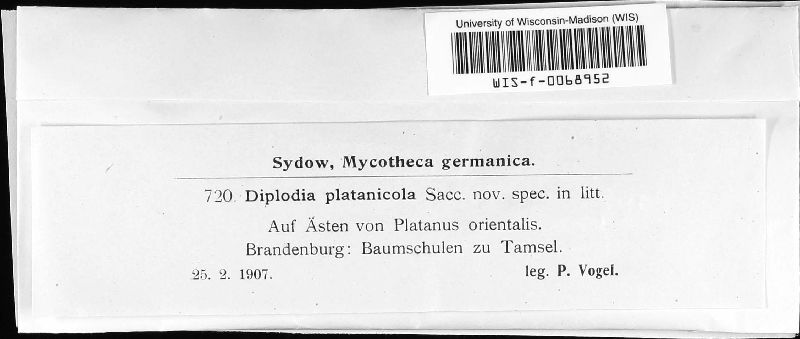 University of Wisconsin-Madison (WIS)
WIS-f-0068952
Sydow, Mycotheca germanica.
720. Diplodia platanicola Sacc. nov. spec. in litt.
Auf Ästen von Platanus orientalis.
Brandenburg: Baumschulen zu Tamsel.
25. 2. 1907. leg. P. Vogel.